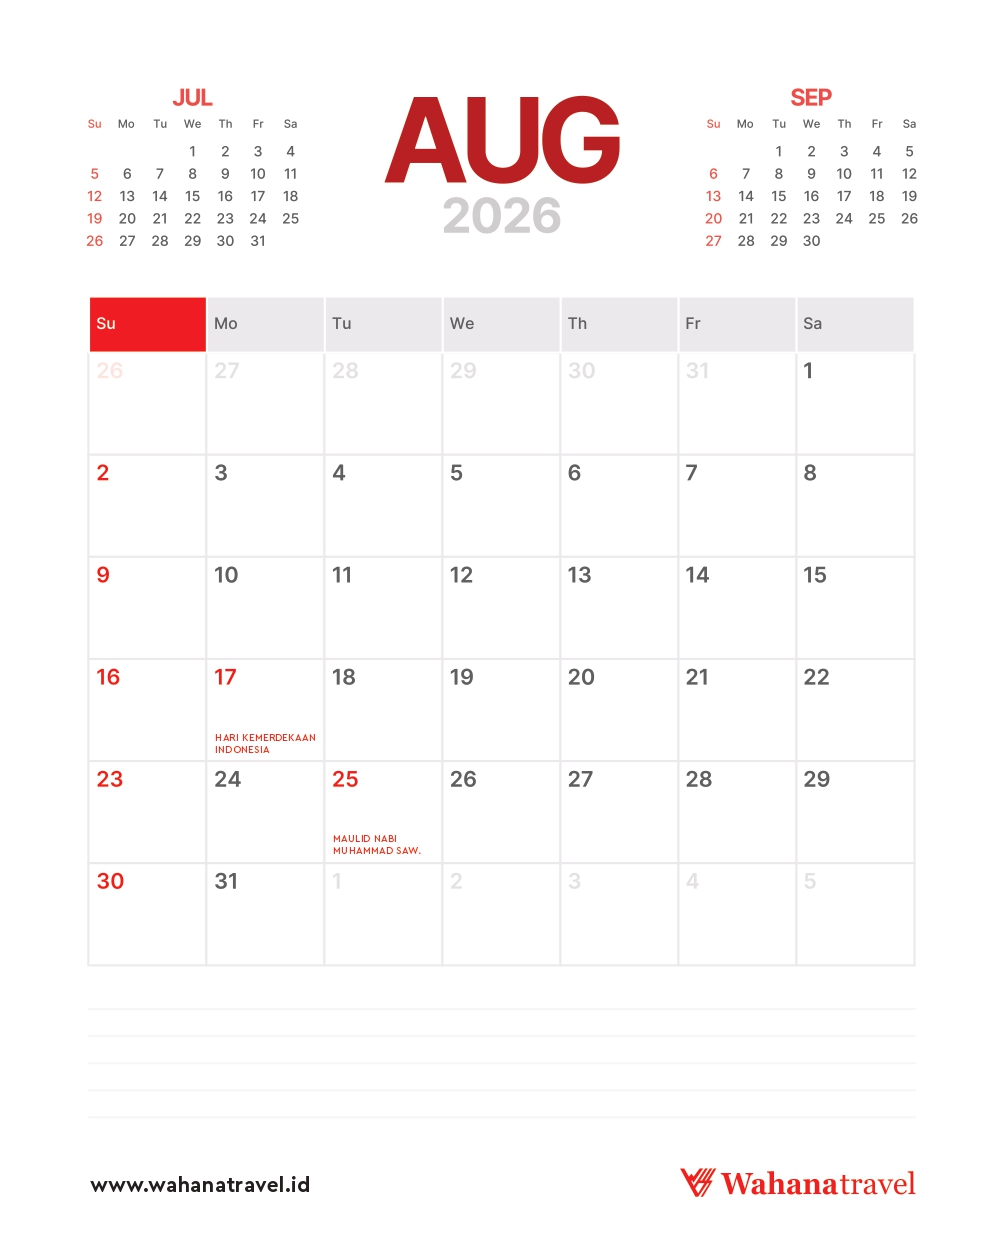 JUL
Su Mo Tu We Th Fr Sa
1 2 3 4
5 6 7 8 9 10 11
12 13 14 15 16 17 18
19 20 21 22 23 24 25
26 27 28 29 30 31
AUG
2026
SEP
Su Mo Tu We Th Fr Sa
1 2 3 4 5
6 7 8 9 10 11 12
13 14 15 16 17 18 19
20 21 22 23 24 25 26
27 28 29 30
Su Mo Tu We Th Fr Sa
26 27 28 29 30 31 1
2 3 4 5 6 7 8
9 10 11 12 13 14 15
16 17 18 19 20 21 22
HARI KEMERDEKAAN
INDONESIA
23 24 25 26 27 28 29
MAULID NABI
MUHAMMAD SAW.
30 31 1 2 3 4 5
www.wahanatravel.id
Wahanatravel